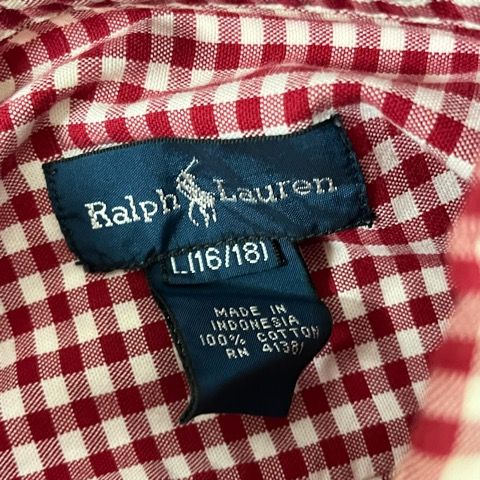 Ralph Lauren
L(16/18)
MADE IN
INDONESIA
100% COTTON
RN 41381